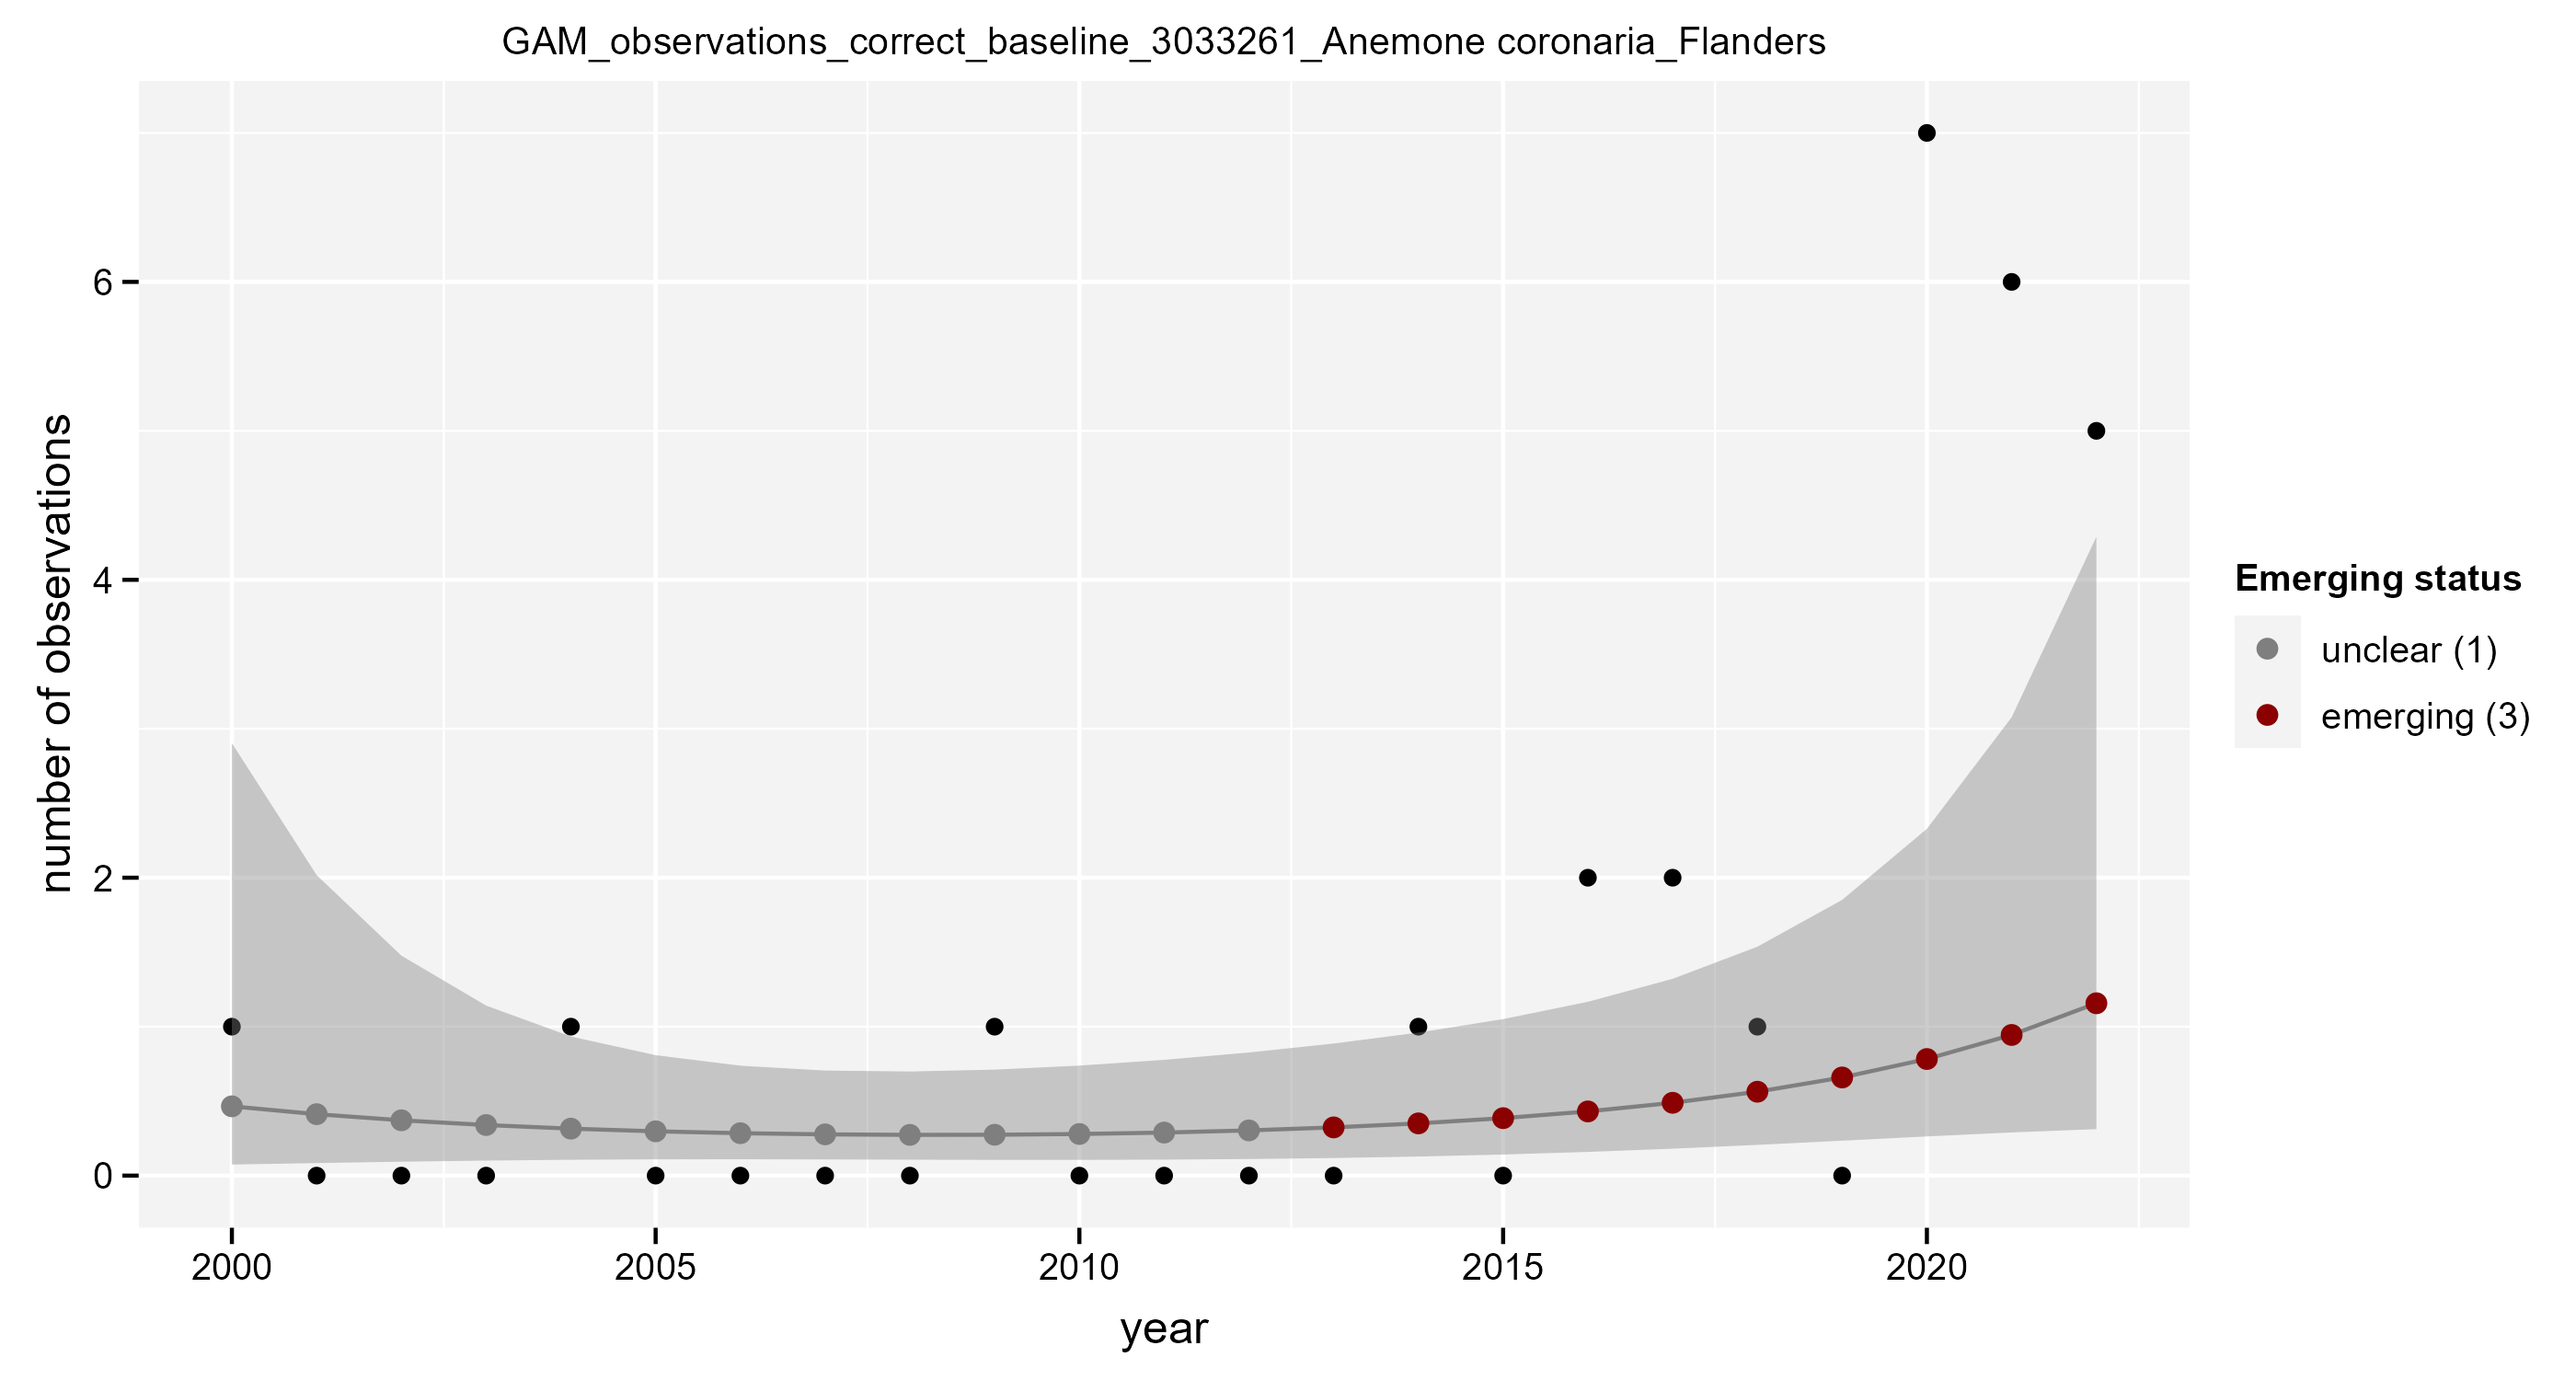 GAM_observations_correct_baseline_3033261_Anemone coronaria_Flanders
number of observations
6
4
2
0
2000
2005
2010
2015
2020
year
Emerging status
unclear (1)
emerging (3)